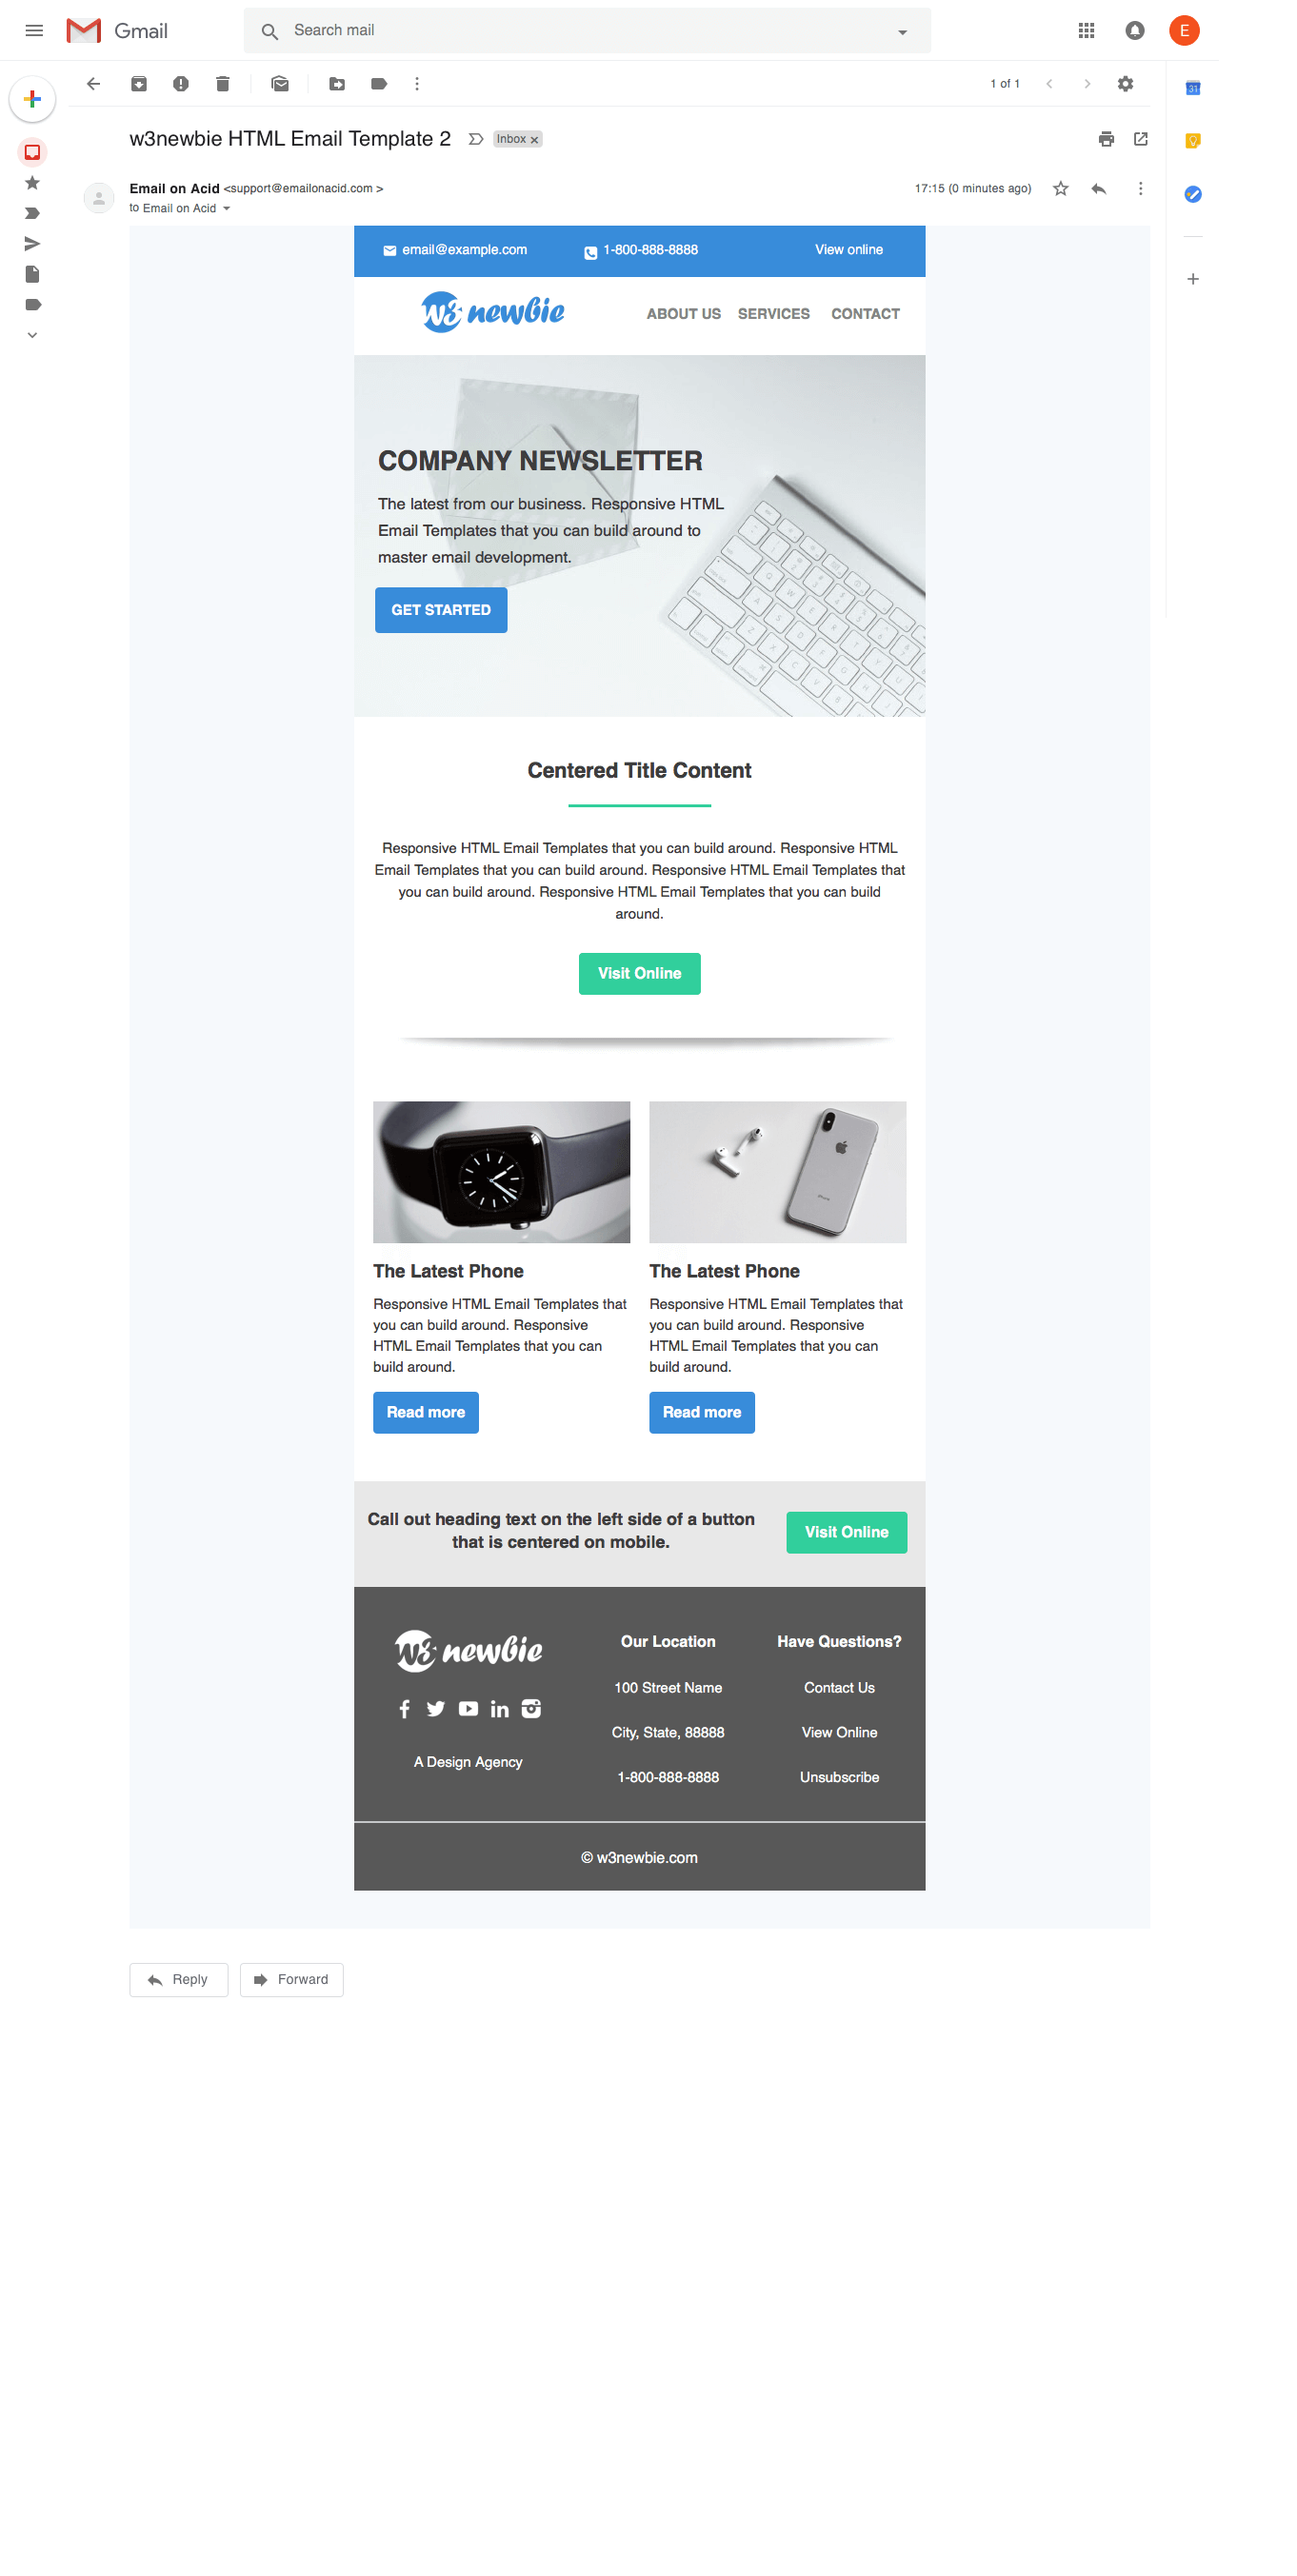 Gmail
Search mail
E
1 of 1
31
w3newbie HTML Email Template 2
Inbox x
Email on Acid <support@emailonacid.com >
17:15 (0 minutes ago)
to Email on Acid
email@example.com
1-800-888-8888
View online
w3 newbie
ABOUT US
SERVICES
CONTACT
COMPANY NEWSLETTER
The latest from our business. Responsive HTML
Email Templates that you can build around to
master email development.
GET STARTED
Centered Title Content
Responsive HTML Email Templates that you can build around. Responsive HTML
Email Templates that you can build around. Responsive HTML Email Templates that
you can build around. Responsive HTML Email Templates that you can build
around.
Visit Online
The Latest Phone
Responsive HTML Email Templates that
you can build around. Responsive
HTML Email Templates that you can
build around.
Read more
The Latest Phone
Responsive HTML Email Templates that
you can build around. Responsive
HTML Email Templates that you can
build around.
Read more
Call out heading text on the left side of a button
that is centered on mobile.
Visit Online
w3 newbie
A Design Agency
Our Location
100 Street Name
City, State, 88888
1-800-888-8888
Have Questions?
Contact Us
View Online
Unsubscribe
© w3newbie.com
Reply
Forward